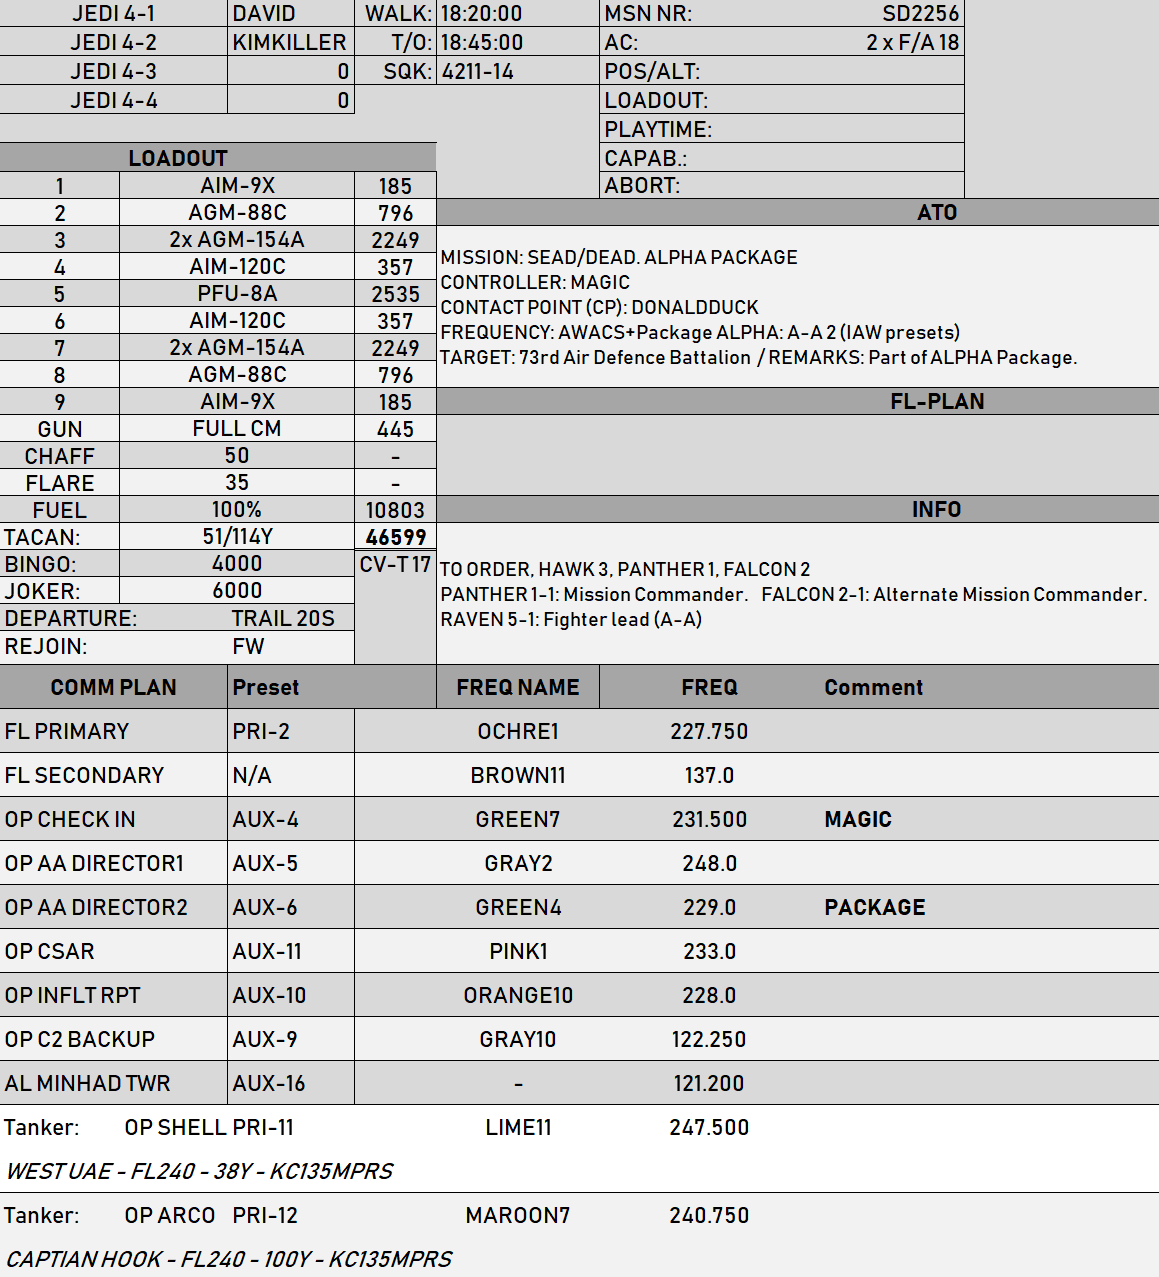 JEDI 4-1 DAVID WALK: 18:20:00 MSN NR: SD2256
JEDI 4-2 KIMKILLER T/O: 18:45:00 AC: 2 x F/A 18
JEDI 4-3 0 SQK: 4211-14 POS/ALT:
JEDI 4-4 0 LOADOUT:
PLAYTIME:
LOADOUT CAPAB.:
1 AIM-9X 185 ABORT:
2 AGM-88C 796 ATO
3 2x AGM-154A 2249
4 AIM-120C 357
5 PFU-8A 2535
6 AIM-120C 357
7 2x AGM-154A 2249
8 AGM-88C 796
MISSION: SEAD/DEAD. ALPHA PACKAGE
CONTROLLER: MAGIC
CONTACT POINT (CP): DONALDDUCK
FREQUENCY: AWACS+Package ALPHA: A-A 2 (IAW presets)
TARGET: 73rd Air Defence Battalion / REMARKS: Part of ALPHA Package.
9 AIM-9X 185 FL-PLAN
GUN FULL CM 445
CHAFF 50 -
FLARE 35 -
FUEL 100% 10803 INFO
TACAN: 51/114Y 46599
BINGO: 4000 CV-T 17
JOKER: 6000
DEPARTURE: TRAIL 20S
REJOIN: FW
TO ORDER, HAWK 3, PANTHER 1, FALCON 2
PANTHER 1-1: Mission Commander. FALCON 2-1: Alternate Mission Commander.
RAVEN 5-1: Fighter lead (A-A)
COMM PLAN Preset FREQ NAME FREQ Comment
FL PRIMARY PRI-2 OCHRE1 227.750
FL SECONDARY N/A BROWN11 137.0
OP CHECK IN AUX-4 GREEN7 231.500 MAGIC
OP AA DIRECTOR1 AUX-5 GRAY2 248.0
OP AA DIRECTOR2 AUX-6 GREEN4 229.0 PACKAGE
OP CSAR AUX-11 PINK1 233.0
OP INFLT RPT AUX-10 ORANGE10 228.0
OP C2 BACKUP AUX-9 GRAY10 122.250
AL MINHAD TWR AUX-16 - 121.200
Tanker: OP SHELL PRI-11 LIME11 247.500
WEST UAE - FL240 - 38Y - KC135MPRS
Tanker: OP ARCO PRI-12 MAROON7 240.750
CAPTIAN HOOK - FL240 - 100Y - KC135MPRS